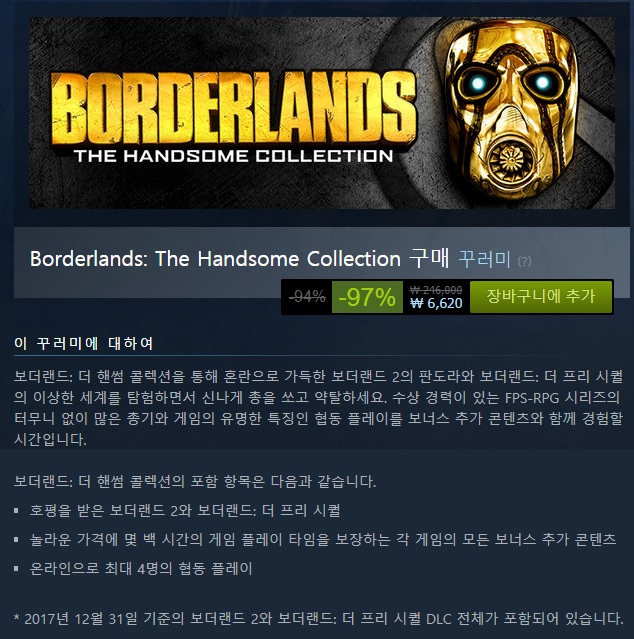 BORDERLANDS
THE HANDSOME COLLECTION
Borderlands: The Handsome Collection 구매 꾸러미 (?)
-94% -97% ₩ 246,000 ₩ 6,620 장바구니에 추가
이 꾸러미에 대하여
보더랜드: 더 핸썸 콜렉션을 통해 혼란으로 가득한 보더랜드 2의 판도라와 보더랜드: 더 프리 시퀄
의 이상한 세계를 탐험하면서 신나게 총을 쏘고 약탈하세요. 수상 경력이 있는 FPS-RPG 시리즈의
터무니 없이 많은 총기와 게임의 유명한 특징인 협동 플레이를 보너스 추가 콘텐츠와 함께 경험할
시간입니다.
보더랜드: 더 핸썸 콜렉션의 포함 항목은 다음과 같습니다.
▪ 호평을 받은 보더랜드 2와 보더랜드: 더 프리 시퀄
▪ 놀라운 가격에 몇 백 시간의 게임 플레이 타임을 보장하는 각 게임의 모든 보너스 추가 콘텐츠
▪ 온라인으로 최대 4명의 협동 플레이
* 2017년 12월 31일 기준의 보더랜드 2와 보더랜드: 더 프리 시퀄 DLC 전체가 포함되어 있습니다.